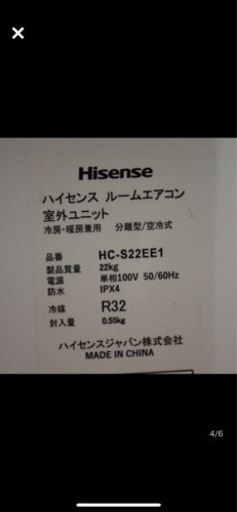 ×
Hisense
ハイセンス ルームエアコン
室外ユニット
冷房・暖房兼用 分離型/空冷式
品番 HC-S22EE1
製品質量 22kg
電源 単相100V 50/60Hz
防水 IPX4
冷媒 R32
封入量 0.55kg
ハイセンスジャパン株式会社
MADE IN CHINA
4/6